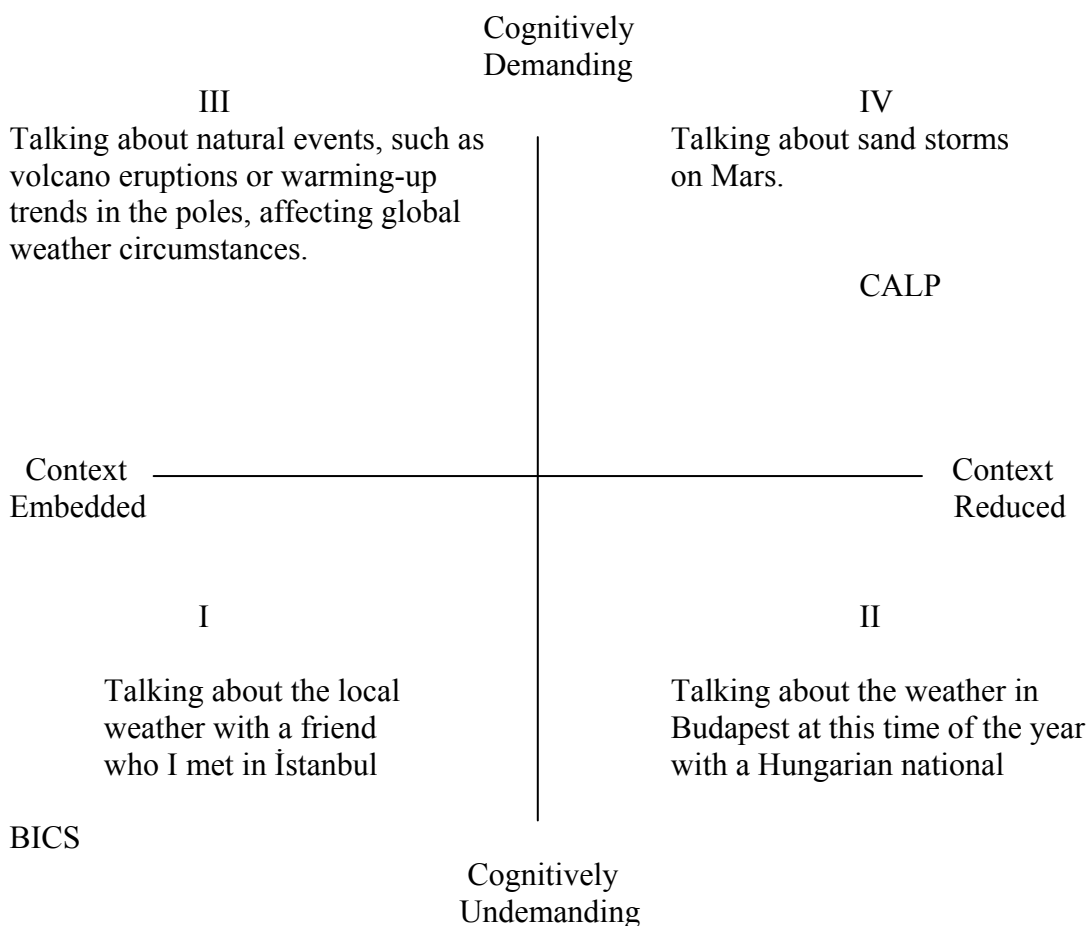 Cognitively
Demanding
III
Talking about natural events, such as
volcano eruptions or warming-up
trends in the poles, affecting global
weather circumstances.
IV
Talking about sand storms
on Mars.
CALP
Context
Embedded
Context
Reduced
I
Talking about the local
weather with a friend
who I met in İstanbul
II
Talking about the weather in
Budapest at this time of the year
with a Hungarian national
BICS
Cognitively
Undemanding